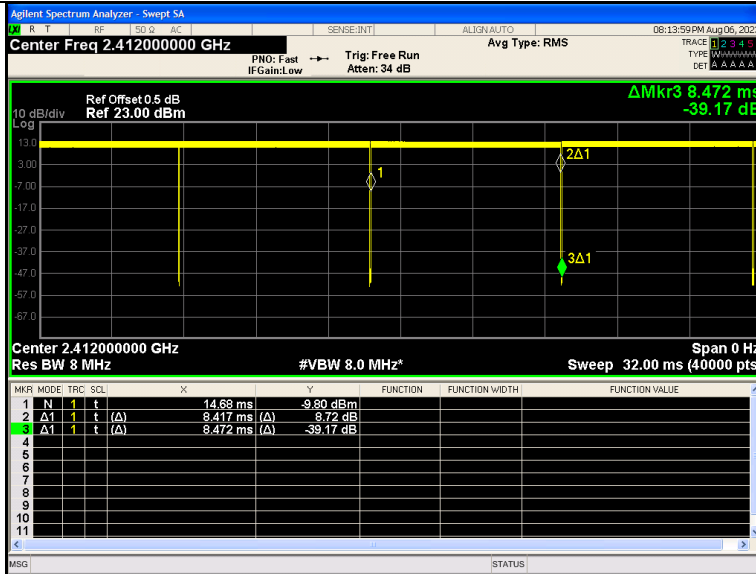 Agilent Spectrum Analyzer - Swept SA
LXI R T RF 50 Ω AC SENSE:INT ALIGN AUTO 08:13:59 PM Aug 06, 202
Center Freq 2.412000000 GHz Avg Type: RMS TRACE 1 2 3 4 5
PNO: Fast Trig: Free Run TYPE
IFGain:Low Atten: 34 dB DET A A A A A
ΔMkr3 8.472 ms
Ref Offset 0.5 dB -39.17 dB
10 dB/div Ref 23.00 dBm
Log
13.0
3.00
-7.00
-17.0
-27.0
-37.0
-47.0
-57.0
-67.0
1
2Δ1
3Δ1
Center 2.412000000 GHz Span 0 Hz
Res BW 8 MHz #VBW 8.0 MHz* Sweep 32.00 ms (40000 pts
MKR MODE TRC SCL X Y FUNCTION FUNCTION WIDTH FUNCTION VALUE
1 N 1 t 14.68 ms -9.80 dBm
2 Δ1 1 t (Δ) 8.417 ms (Δ) 8.72 dB
3 Δ1 1 t (Δ) 8.472 ms (Δ) -39.17 dB
4
5
6
7
8
9
10
11
MSG STATUS